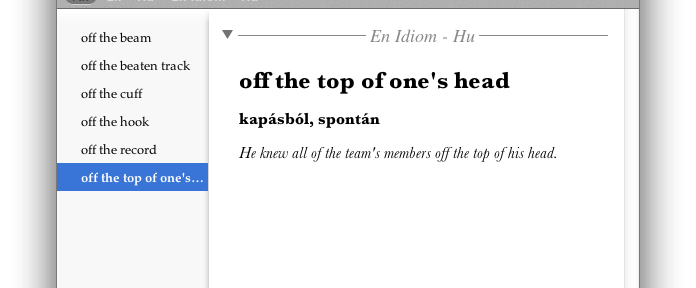 off the beam
off the beaten track
off the cuff
off the hook
off the record
off the top of one's...
En Idiom - Hu
off the top of one's head
kapásból, spontán
He knew all of the team's members off the top of his head.